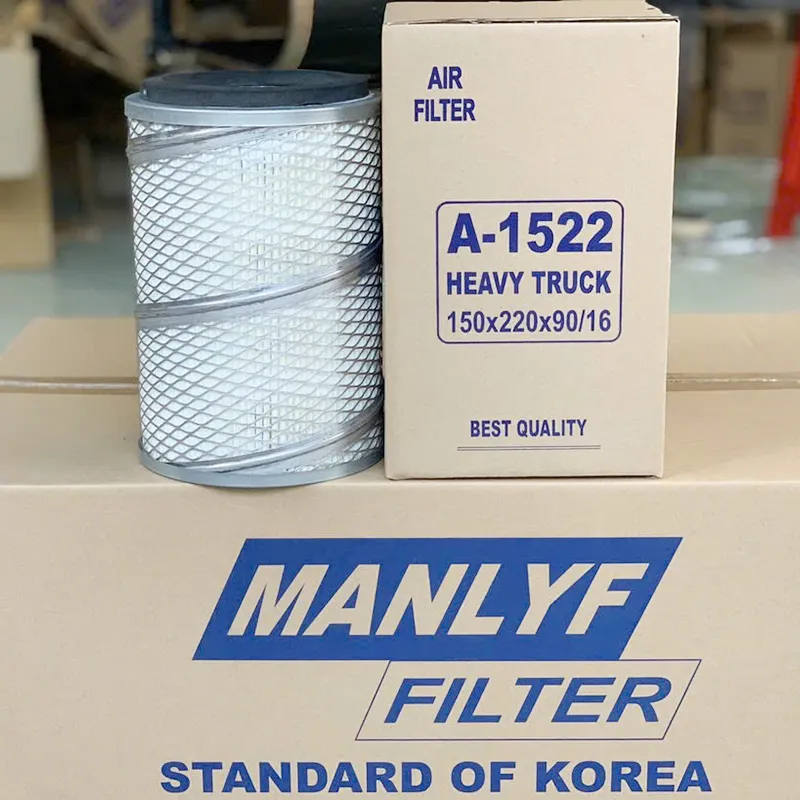 AIR
FILTER
A-1522
HEAVY TRUCK
150x220x90/16
BEST QUALITY
MANLYF
FILTER
STANDARD OF KOREA